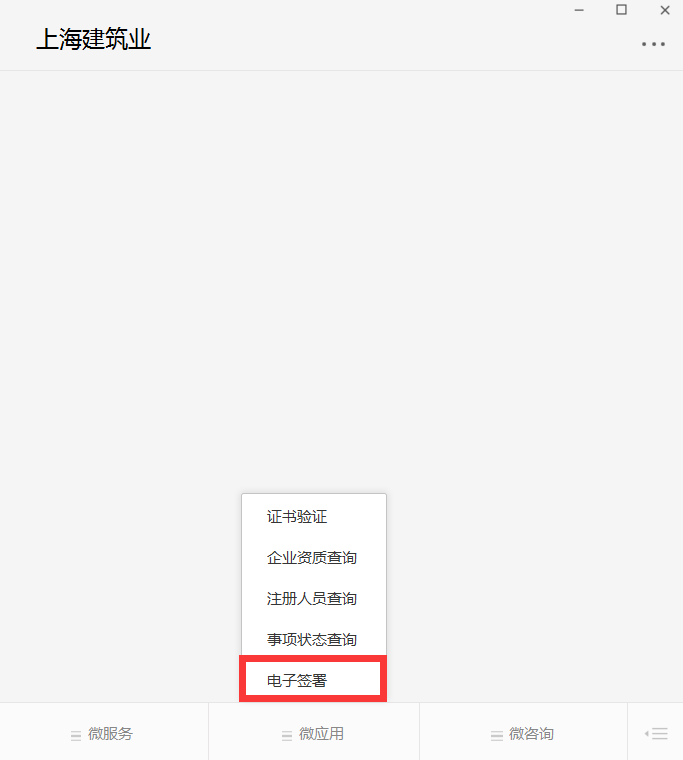 上海建筑业
证书验证
企业资质查询
注册人员查询
事项状态查询
电子签署
微服务
微应用
微咨询